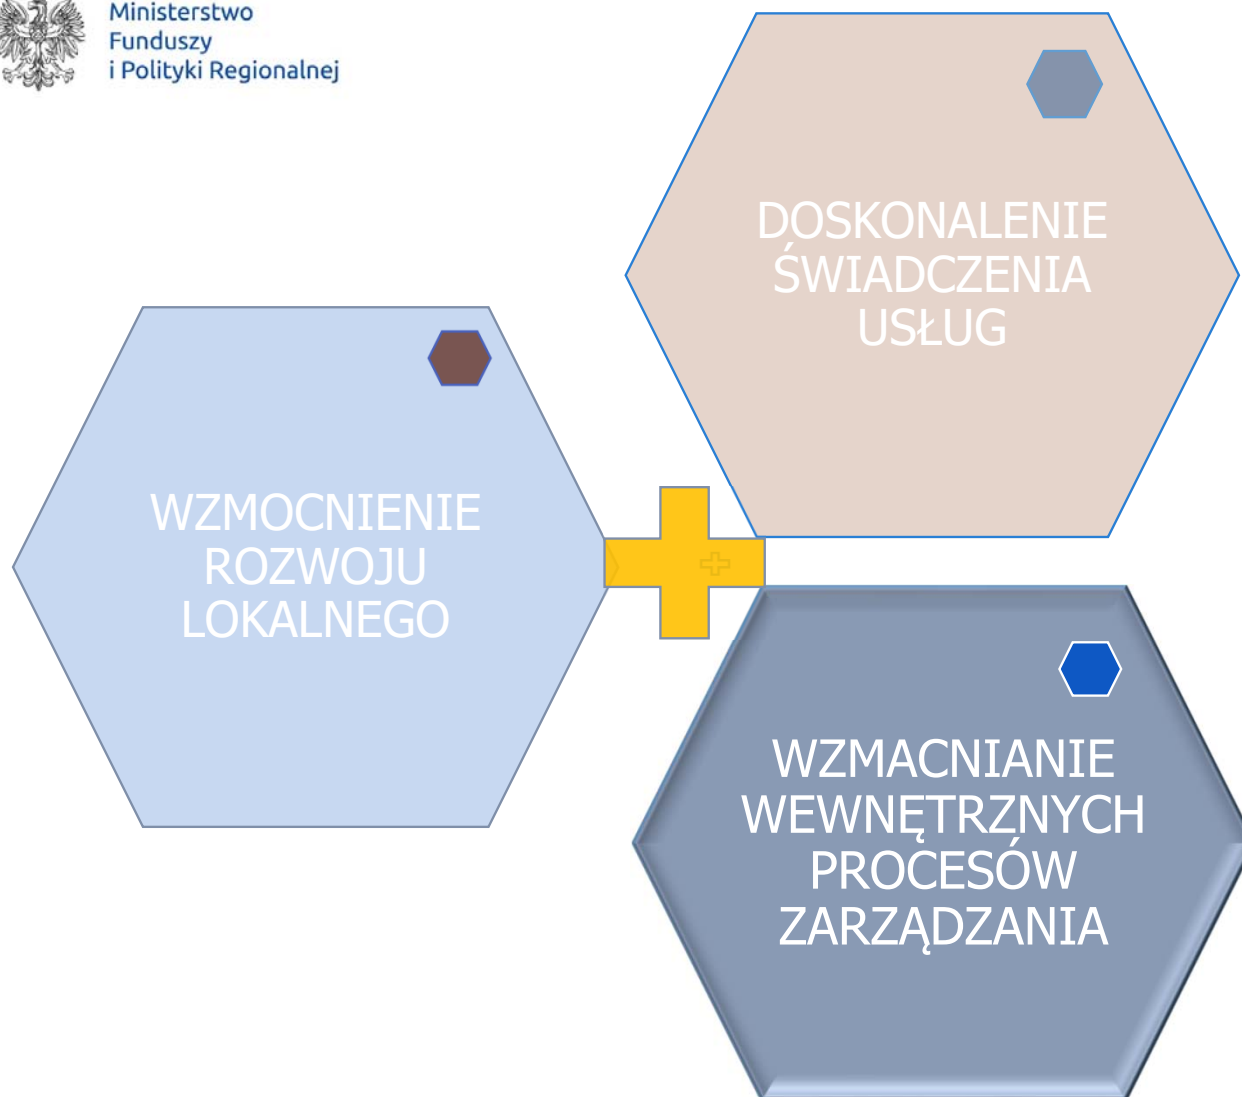 Ministerstwo
Funduszy
i Polityki Regionalnej
DOSKONALENIE
ŚWIADCZENIA
USŁUG
WZMOCNIENIE
ROZWOJU
LOKALNEGO
WZMACNIANIE
WEWNĘTRZNYCH
PROCESÓW
ZARZĄDZANIA